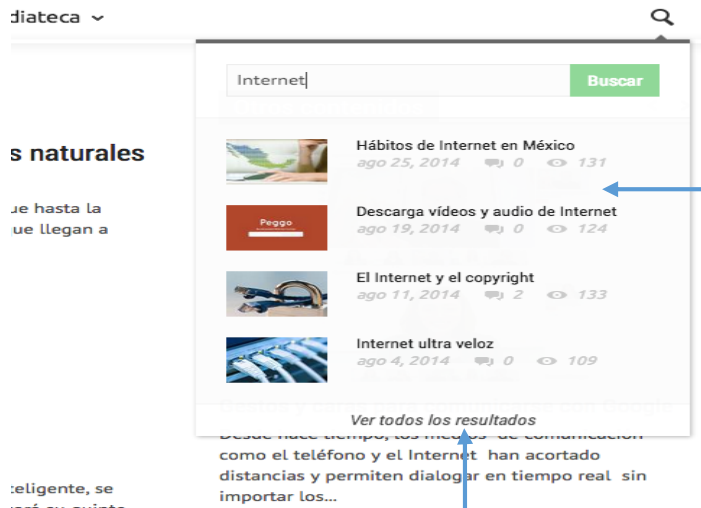 diateca
Internet
Buscar
s naturales
ue hasta la
jue llegan a
Hábitos de Internet en México
ago 25, 2014 0 131
Peggo
Descarga vídeos y audio de Internet
ago 19, 2014 0 124
El Internet y el copyright
ago 11, 2014 2 133
Internet ultra veloz
ago 4, 2014 0 109
Ver todos los resultados
Desde hace tiempo, los medios de comunicación
como el teléfono y el Internet han acortado
distancias y permiten dialogar en tiempo real sin
importar los...
teligente, se